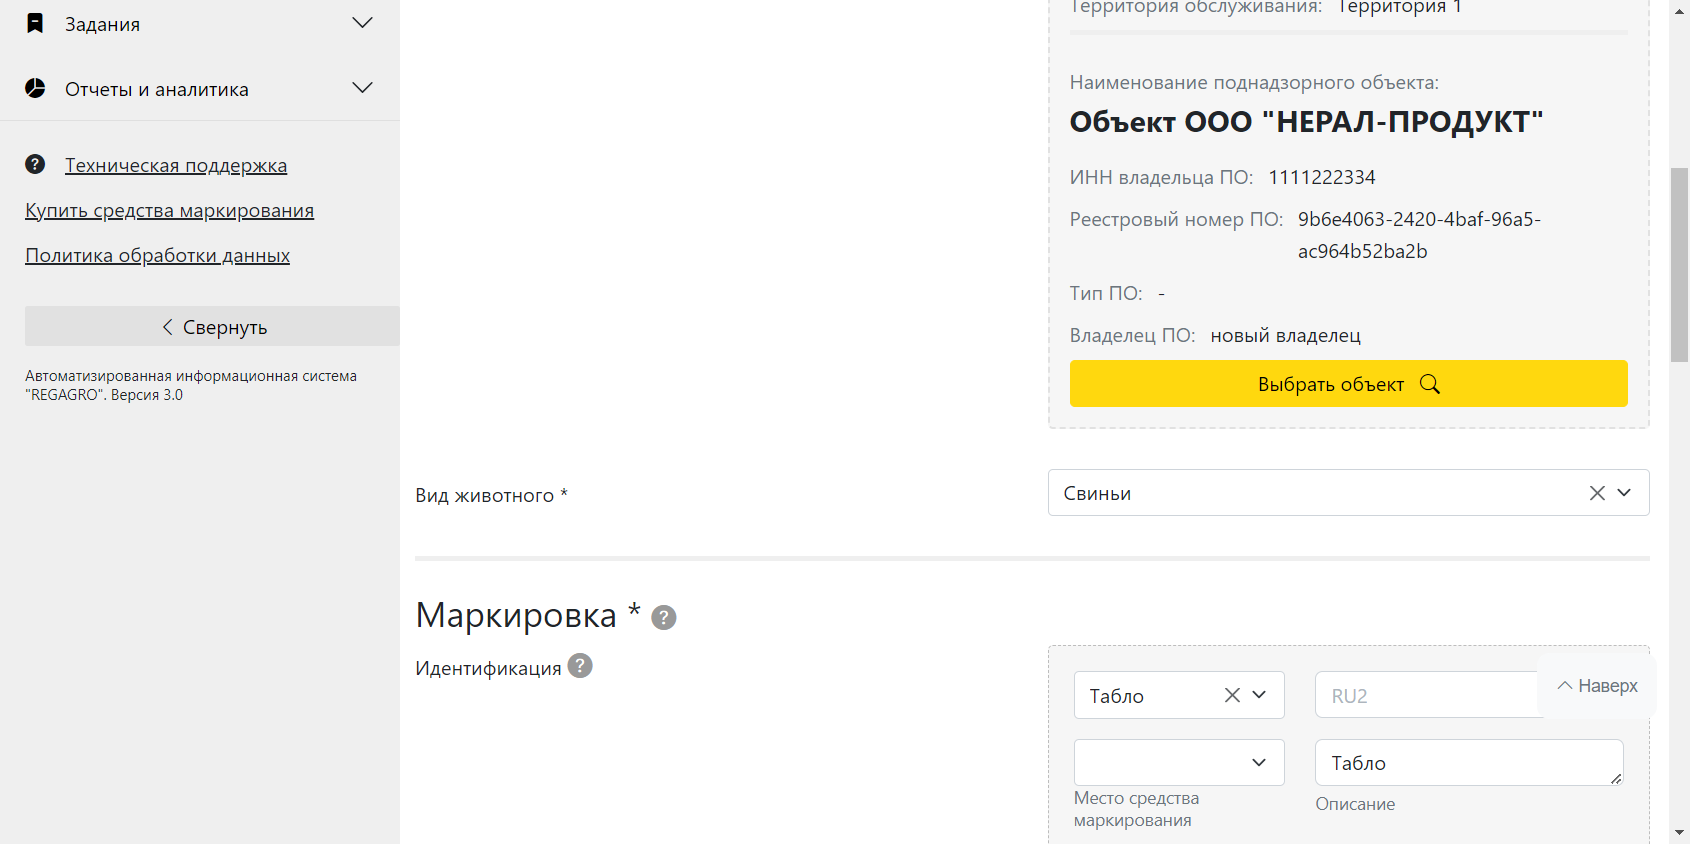 Задания
Отчеты и аналитика
Техническая поддержка
Купить средства маркирования
Политика обработки данных
Свернуть
Автоматизированная информационная система
"REGAGRO". Версия 3.0
Территория обслуживания: Территория 1
Наименование поднадзорного объекта:
Объект ООО "НЕРАЛ-ПРОДУКТ"
ИНН владельца ПО: 1111222334
Реестровый номер ПО: 9b6e4063-2420-4baf-96a5-
ac964b52ba2b
Тип ПО: -
Владелец ПО: новый владелец
Выбрать объект
Вид животного *
Свиньи
Маркировка * ?
Идентификация ?
Табло
RU2
Наверх
Табло
Место средства
маркирования
Описание